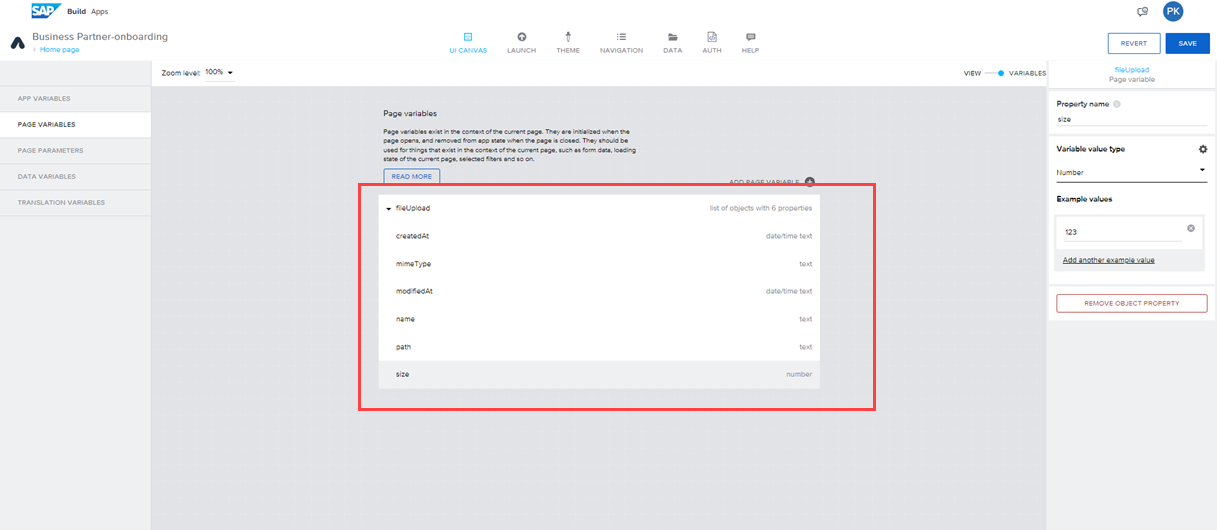 SAP Build Apps
PK
Business Partner-onboarding
> Home page
UI CANVAS
LAUNCH
THEME
NAVIGATION
DATA
AUTH
HELP
REVERT
SAVE
Zoom level: 100%
VIEW
VARIABLES
APP VARIABLES
PAGE VARIABLES
PAGE PARAMETERS
DATA VARIABLES
TRANSLATION VARIABLES
Page variables
Page variables exist in the context of the current page. They are initialized when the
page opens, and removed from app state when the page is closed. They should be
used for things that exist in the context of the current page, such as form data, loading
state of the current page, selected filters and so on.
READ MORE
ADD PAGE VARIABLE
fileUpload list of objects with 6 properties
createdAt date/time text
mimeType text
modifiedAt date/time text
name text
path text
size number
fileUpload
Page variable
Property name
size
Variable value type
Number
Example values
123
Add another example value
REMOVE OBJECT PROPERTY